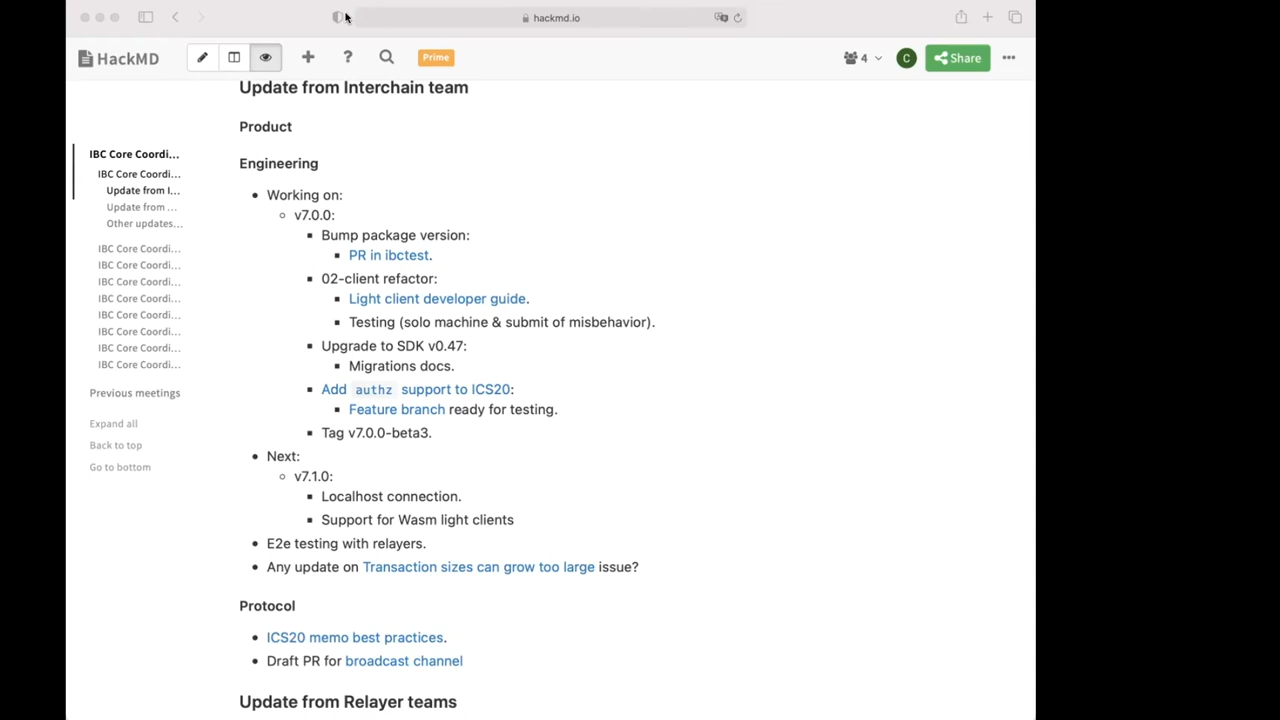 hackmd.io
HackMD
Prime
4
C
Share
Update from Interchain team
Product
Engineering
IBC Core Coordi...
IBC Core Coordi...
Update from I...
Update from ...
Other updates...
IBC Core Coordi...
IBC Core Coordi...
IBC Core Coordi...
IBC Core Coordi...
IBC Core Coordi...
IBC Core Coordi...
IBC Core Coordi...
IBC Core Coordi...
Previous meetings
Expand all
Back to top
Go to bottom
Working on:
v7.0.0:
Bump package version:
PR in ibctest.
02-client refactor:
Light client developer guide.
Testing (solo machine & submit of misbehavior).
Upgrade to SDK v0.47:
Migrations docs.
Add authz support to ICS20:
Feature branch ready for testing.
Tag v7.0.0-beta3.
Next:
v7.1.0:
Localhost connection.
Support for Wasm light clients
E2e testing with relayers.
Any update on Transaction sizes can grow too large issue?
Protocol
ICS20 memo best practices.
Draft PR for broadcast channel
Update from Relayer teams